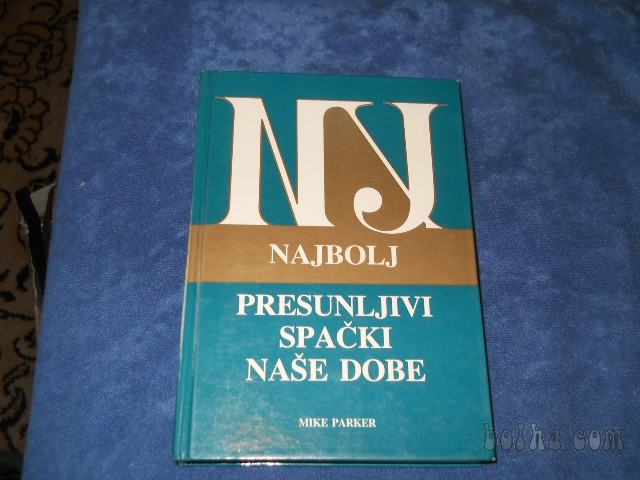 NJ
NAJBOLJ
PRESUNLJIVI
SPAČKI
NAŠE DOBE
MIKE PARKER
bolha.com